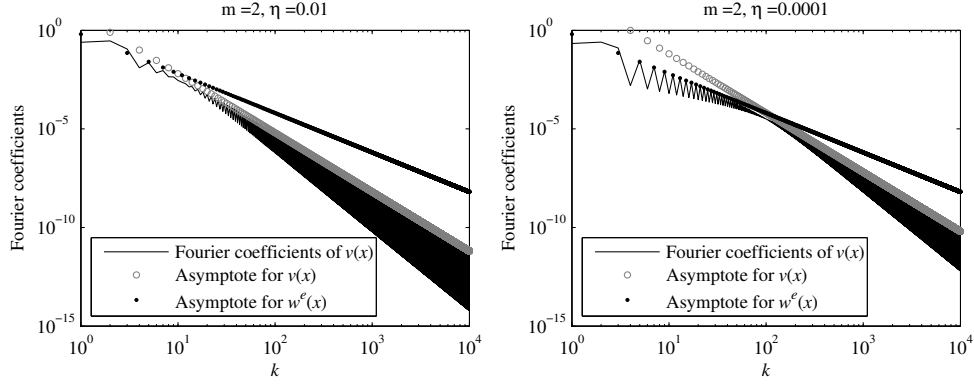 m =2, η =0.01
Fourier coefficients
10^0
10^−5
10^−10
10^−15
Fourier coefficients of v(x)
Asymptote for v(x)
Asymptote for w^e(x)
10^0
10^1
10^2
10^3
10^4
k
m =2, η =0.0001
Fourier coefficients
10^0
10^−5
10^−10
10^−15
Fourier coefficients of v(x)
Asymptote for v(x)
Asymptote for w^e(x)
10^0
10^1
10^2
10^3
10^4
k